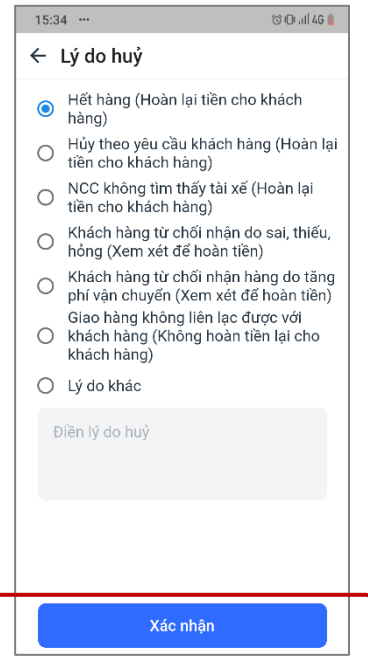 15:34 ··· 4G
Lý do huỷ
Hết hàng (Hoàn lại tiền cho khách
hàng)
Hủy theo yêu cầu khách hàng (Hoàn lại
tiền cho khách hàng)
NCC không tìm thấy tài xế (Hoàn lại
tiền cho khách hàng)
Khách hàng từ chối nhận do sai, thiếu,
hỏng (Xem xét để hoàn tiền)
Khách hàng từ chối nhận hàng do tăng
phí vận chuyển (Xem xét để hoàn tiền)
Giao hàng không liên lạc được với
khách hàng (Không hoàn tiền lại cho
khách hàng)
Lý do khác
Điền lý do huỷ
Xác nhận